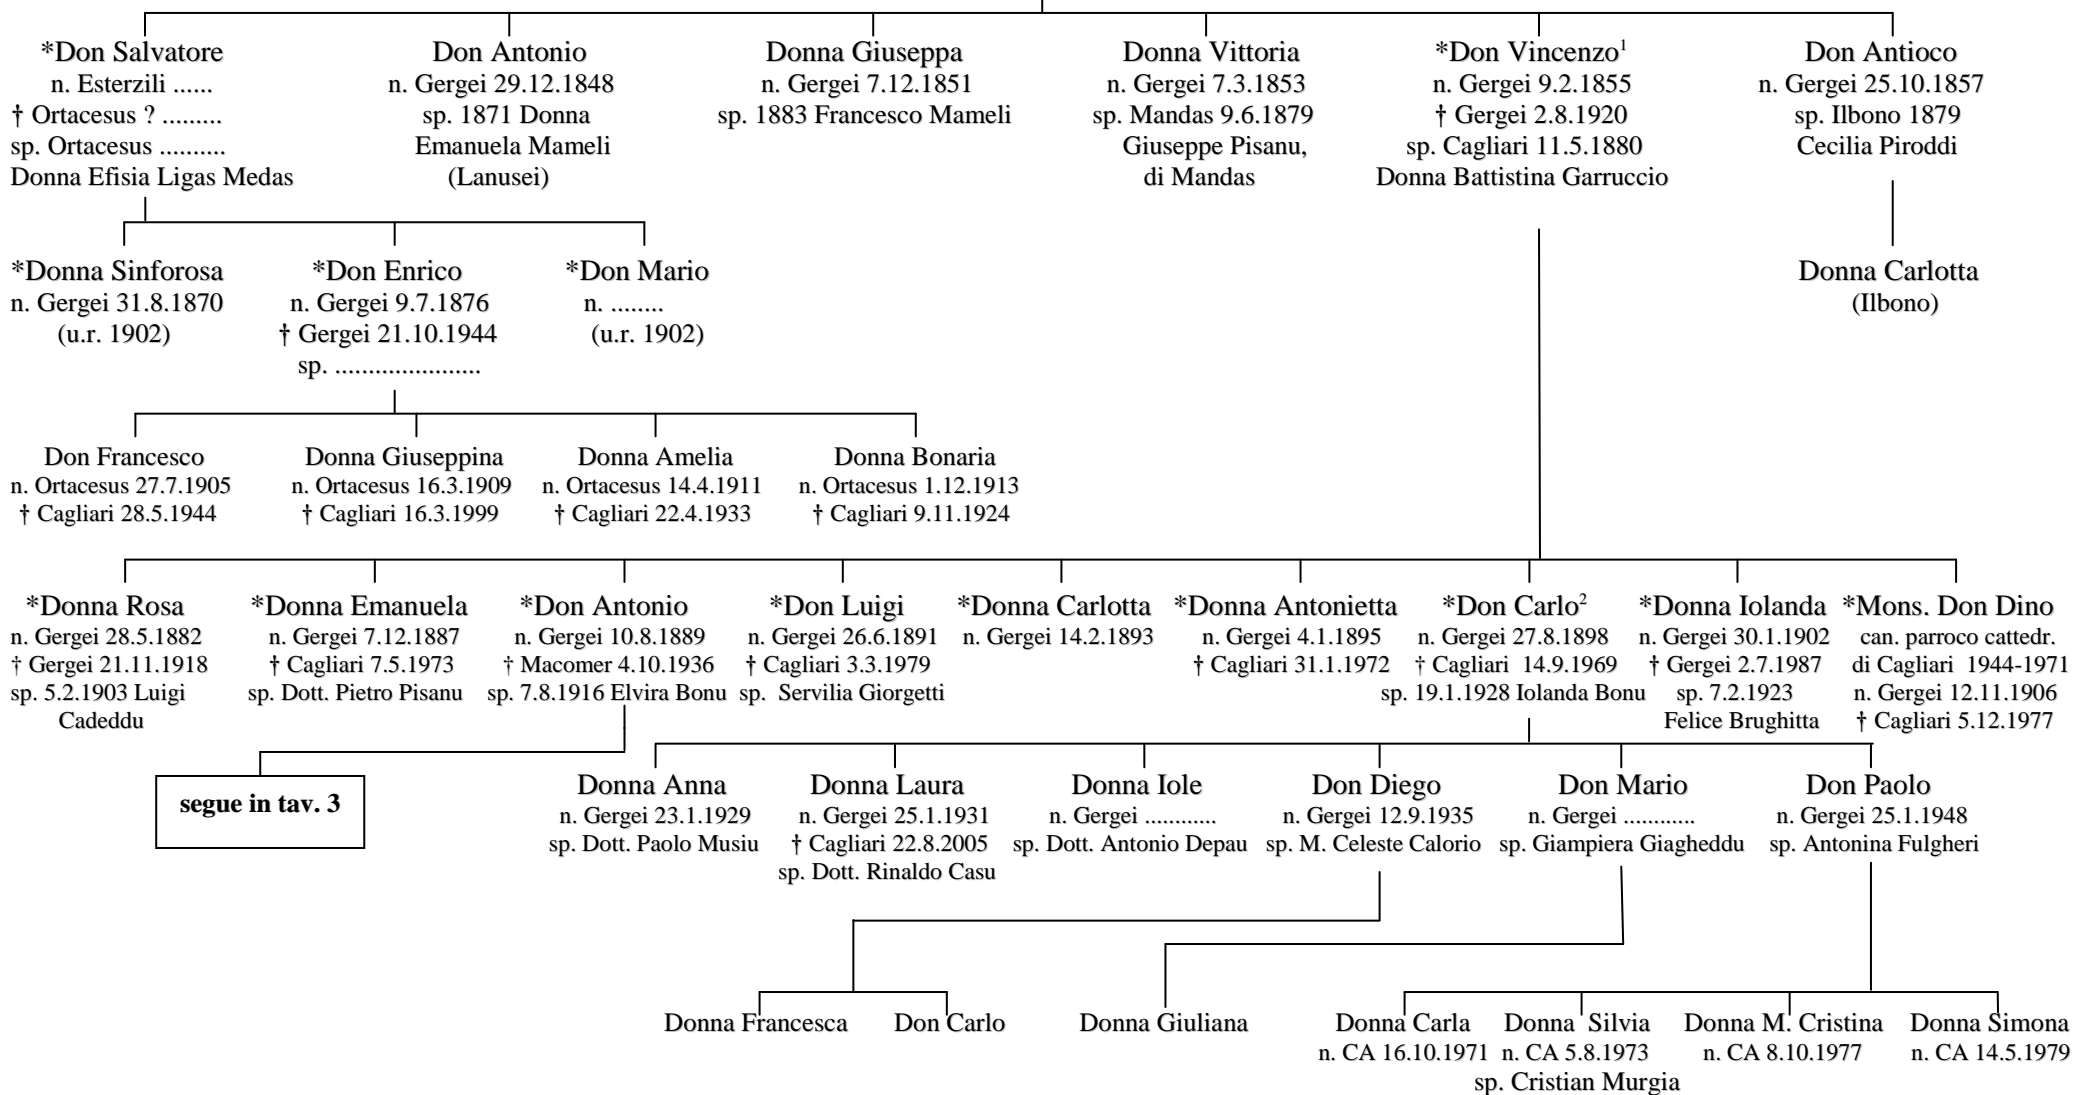 *Don Salvatore
n. Esterzili ......
† Ortacesus ? .........
sp. Ortacesus ..........
Donna Efisia Ligas Medas
Don Antonio
n. Gergei 29.12.1848
sp. 1871 Donna
Emanuela Mameli
(Lanusei)
Donna Giuseppa
n. Gergei 7.12.1851
sp. 1883 Francesco Mameli
Donna Vittoria
n. Gergei 7.3.1853
sp. Mandas 9.6.1879
Giuseppe Pisanu,
di Mandas
*Don Vincenzo¹
n. Gergei 9.2.1855
† Gergei 2.8.1920
sp. Cagliari 11.5.1880
Donna Battistina Garruccio
Don Antioco
n. Gergei 25.10.1857
sp. Ilbono 1879
Cecilia Piroddi
*Donna Sinforosa
n. Gergei 31.8.1870
(u.r. 1902)
*Don Enrico
n. Gergei 9.7.1876
† Gergei 21.10.1944
sp. ......................
*Don Mario
n. ........
(u.r. 1902)
Donna Carlotta
(Ilbono)
Don Francesco
n. Ortacesus 27.7.1905
† Cagliari 28.5.1944
Donna Giuseppina
n. Ortacesus 16.3.1909
† Cagliari 16.3.1999
Donna Amelia
n. Ortacesus 14.4.1911
† Cagliari 22.4.1933
Donna Bonaria
n. Ortacesus 1.12.1913
† Cagliari 9.11.1924
*Donna Rosa
n. Gergei 28.5.1882
† Gergei 21.11.1918
sp. 5.2.1903 Luigi
Cadeddu
*Donna Emanuela
n. Gergei 7.12.1887
† Cagliari 7.5.1973
sp. Dott. Pietro Pisanu
*Don Antonio
n. Gergei 10.8.1889
† Macomer 4.10.1936
sp. 7.8.1916 Elvira Bonu
*Don Luigi
n. Gergei 26.6.1891
† Cagliari 3.3.1979
sp. Servilia Giorgetti
*Donna Carlotta
n. Gergei 14.2.1893
*Donna Antonietta
n. Gergei 4.1.1895
† Cagliari 31.1.1972
*Don Carlo²
n. Gergei 27.8.1898
† Cagliari 14.9.1969
sp. 19.1.1928 Iolanda Bonu
*Donna Iolanda
n. Gergei 30.1.1902
† Gergei 2.7.1987
sp. 7.2.1923
Felice Brughitta
*Mons. Don Dino
can. parroco cattedr.
di Cagliari 1944-1971
n. Gergei 12.11.1906
† Cagliari 5.12.1977
segue in tav. 3
Donna Anna
n. Gergei 23.1.1929
sp. Dott. Paolo Musiu
Donna Laura
n. Gergei 25.1.1931
† Cagliari 22.8.2005
sp. Dott. Rinaldo Casu
Donna Iole
n. Gergei ............
sp. Dott. Antonio Depau
Don Diego
n. Gergei 12.9.1935
sp. M. Celeste Calorio
Don Mario
n. Gergei ............
sp. Giampiera Giagheddu
Don Paolo
n. Gergei 25.1.1948
sp. Antonina Fulgheri
Donna Francesca
Don Carlo
Donna Giuliana
Donna Carla
n. CA 16.10.1971
Donna Silvia
n. CA 5.8.1973
sp. Cristian Murgia
Donna M. Cristina
n. CA 8.10.1977
Donna Simona
n. CA 14.5.1979